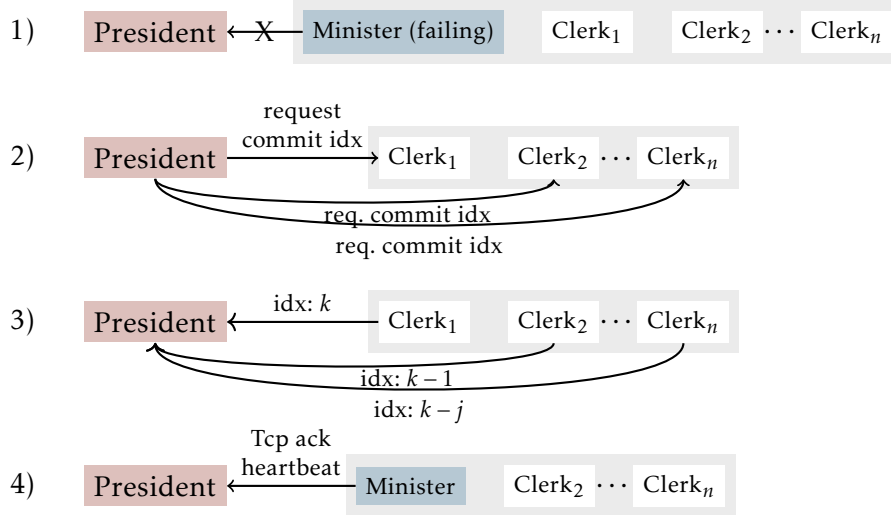 1) President X Minister (failing) Clerk₁ Clerk₂ ··· Clerkₙ
request
commit idx
2) President Clerk₁ Clerk₂ ··· Clerkₙ
req. commit idx
req. commit idx
idx: k
3) President Clerk₁ Clerk₂ ··· Clerkₙ
idx: k − 1
idx: k − j
Tcp ack
heartbeat
4) President Minister Clerk₂ ··· Clerkₙ